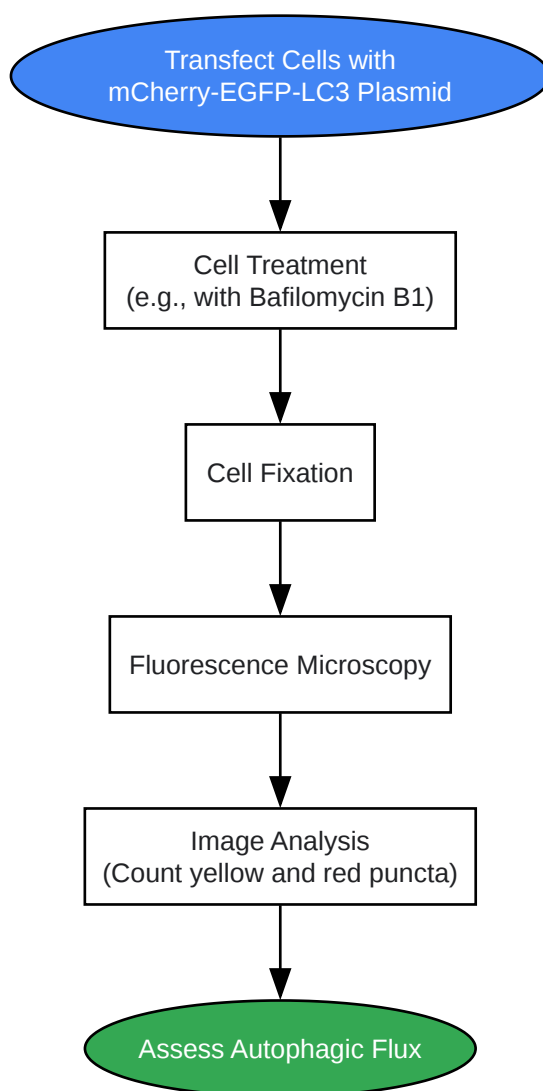 Transfect Cells with
mCherry-EGFP-LC3 Plasmid
Cell Treatment
(e.g., with Bafilomycin B1)
Cell Fixation
Fluorescence Microscopy
Image Analysis
(Count yellow and red puncta)
Assess Autophagic Flux